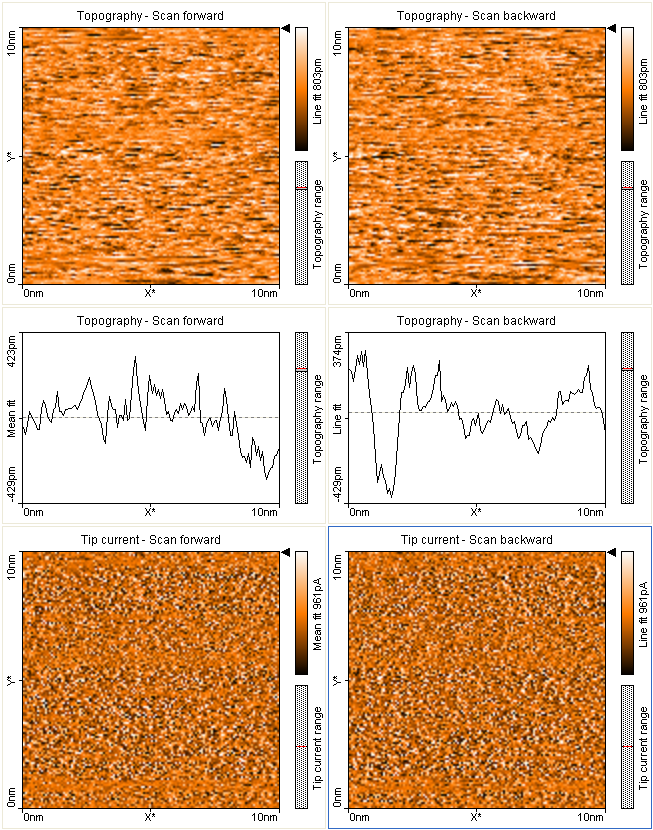 Topography - Scan forward
10nm
Y*
0nm
0nm
X*
10nm
Line fit 803pm
Topography range
Topography - Scan backward
10nm
Y*
0nm
0nm
X*
10nm
Line fit 803pm
Topography range
Topography - Scan forward
423pm
Mean fit
-429pm
0nm
X*
10nm
Topography range
Topography - Scan backward
374pm
Line fit
-429pm
0nm
X*
10nm
Topography range
Tip current - Scan forward
10nm
Y*
0nm
0nm
X*
10nm
Mean fit 961pA
Tip current range
Tip current - Scan backward
10nm
Y*
0nm
0nm
X*
10nm
Line fit 961pA
Tip current range